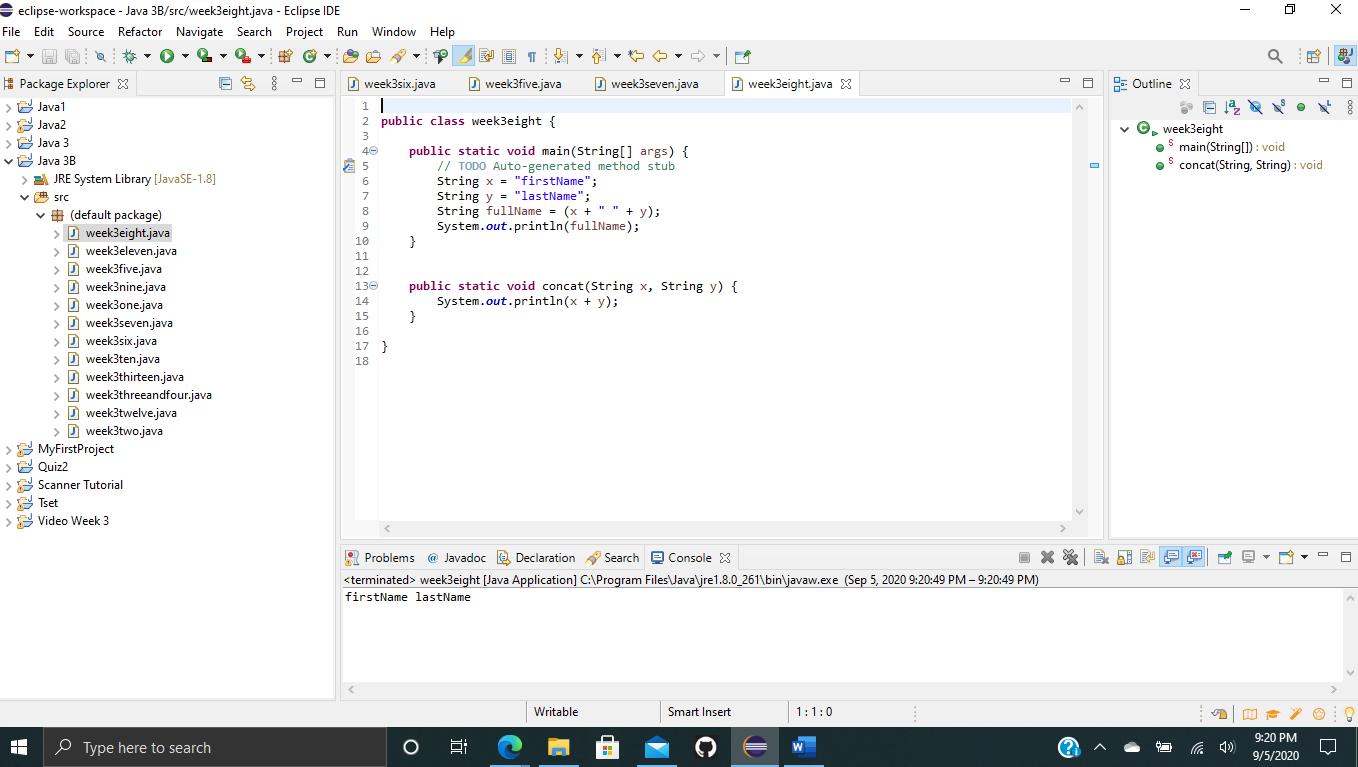 eclipse-workspace - Java 3B/src/week3eight.java - Eclipse IDE
File Edit Source Refactor Navigate Search Project Run Window Help
Package Explorer
Java1
Java2
Java 3
Java 3B
JRE System Library [JavaSE-1.8]
src
(default package)
week3eight.java
week3eleven.java
week3five.java
week3nine.java
week3one.java
week3seven.java
week3six.java
week3ten.java
week3thirteen.java
week3threeandfour.java
week3twelve.java
week3two.java
MyFirstProject
Quiz2
Scanner Tutorial
Tset
Video Week 3
week3six.java week3five.java week3seven.java week3eight.java
1
2 public class week3eight {
3
4 public static void main(String[] args) {
5 // TODO Auto-generated method stub
6 String x = "firstName";
7 String y = "lastName";
8 String fullName = (x + " " + y);
9 System.out.println(fullName);
10 }
11
12
13 public static void concat(String x, String y) {
14 System.out.println(x + y);
15 }
16
17 }
18
Outline
week3eight
main(String[]) : void
concat(String, String) : void
Problems @ Javadoc Declaration Search Console
<terminated> week3eight [Java Application] C:\Program Files\Java\jre1.8.0_261\bin\javaw.exe (Sep 5, 2020 9:20:49 PM – 9:20:49 PM)
firstName lastName
Writable Smart Insert 1 : 1 : 0
Type here to search
9:20 PM
9/5/2020